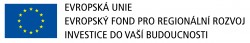 EVROPSKÁ UNIE
EVROPSKÝ FOND PRO REGIONÁLNÍ ROZVOJ
INVESTICE DO VAŠÍ BUDOUCNOSTI